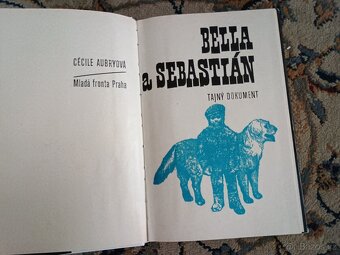 CÉCILE AUBRYOVÁ
Mladá fronta Praha
BELLA
a SEBASTIÁN
TAJNÝ DOKUMENT